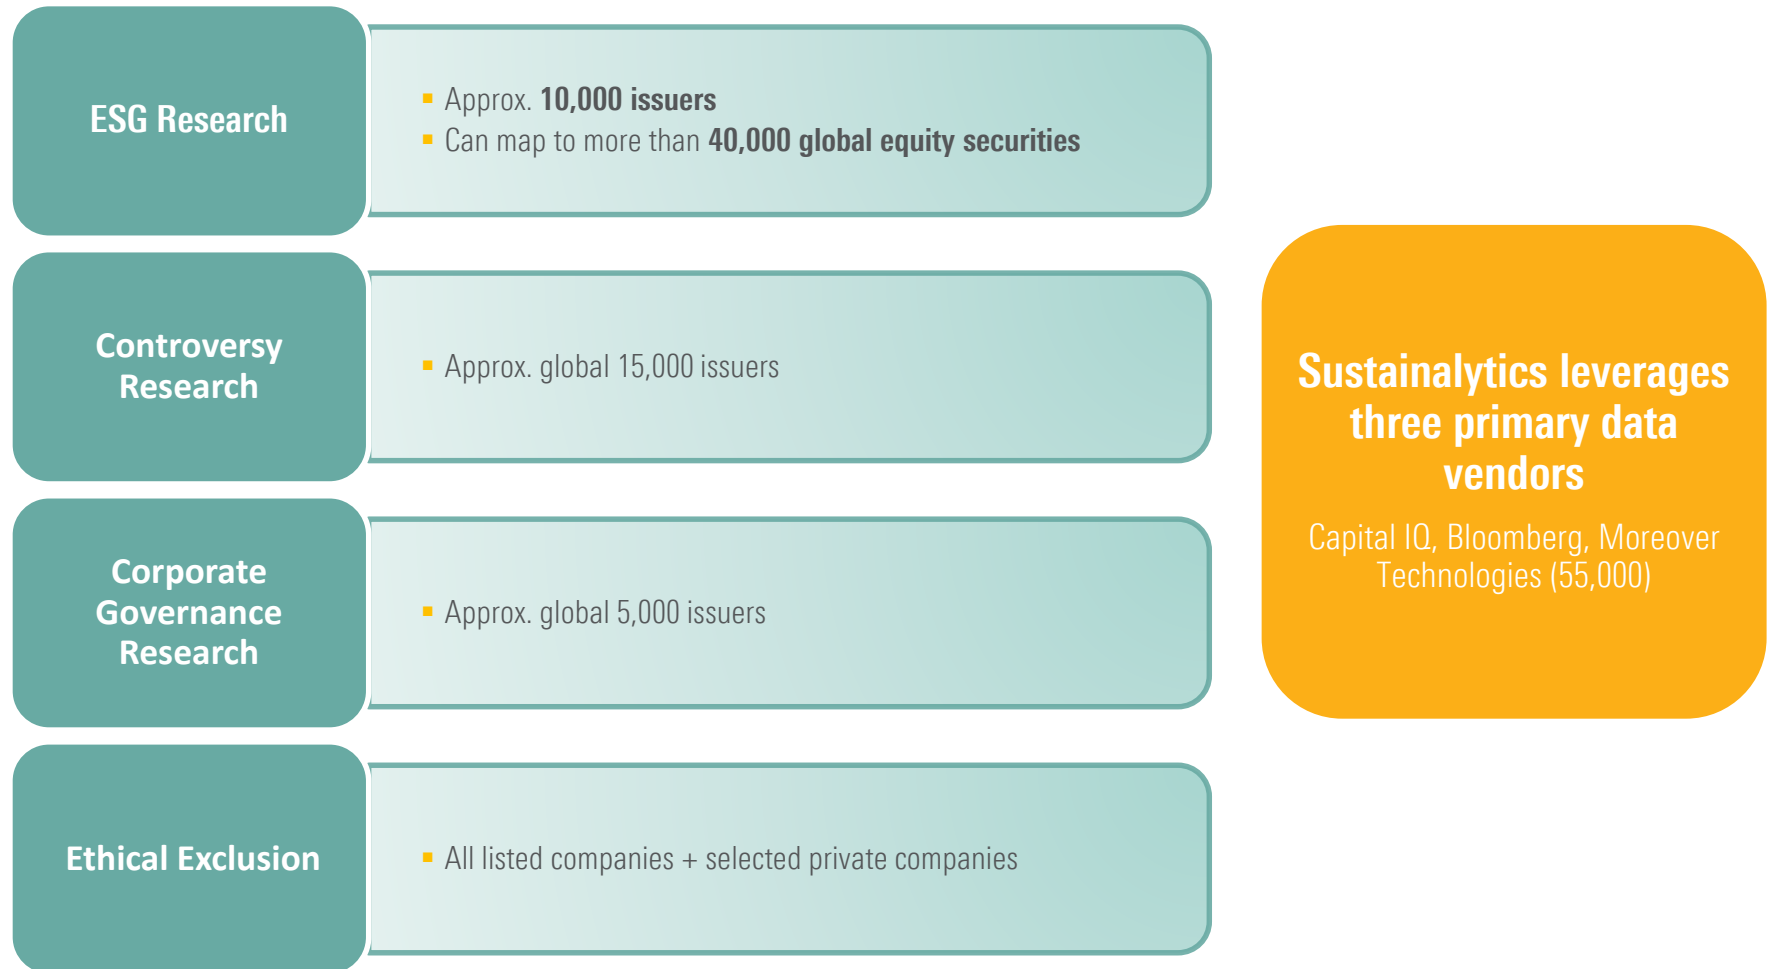 ESG Research
▪ Approx. 10,000 issuers
▪ Can map to more than 40,000 global equity securities
Controversy
Research
▪ Approx. global 15,000 issuers
Corporate
Governance
Research
▪ Approx. global 5,000 issuers
Ethical Exclusion
▪ All listed companies + selected private companies
Sustainalytics leverages
three primary data
vendors
Capital IQ, Bloomberg, Moreover
Technologies (55,000)